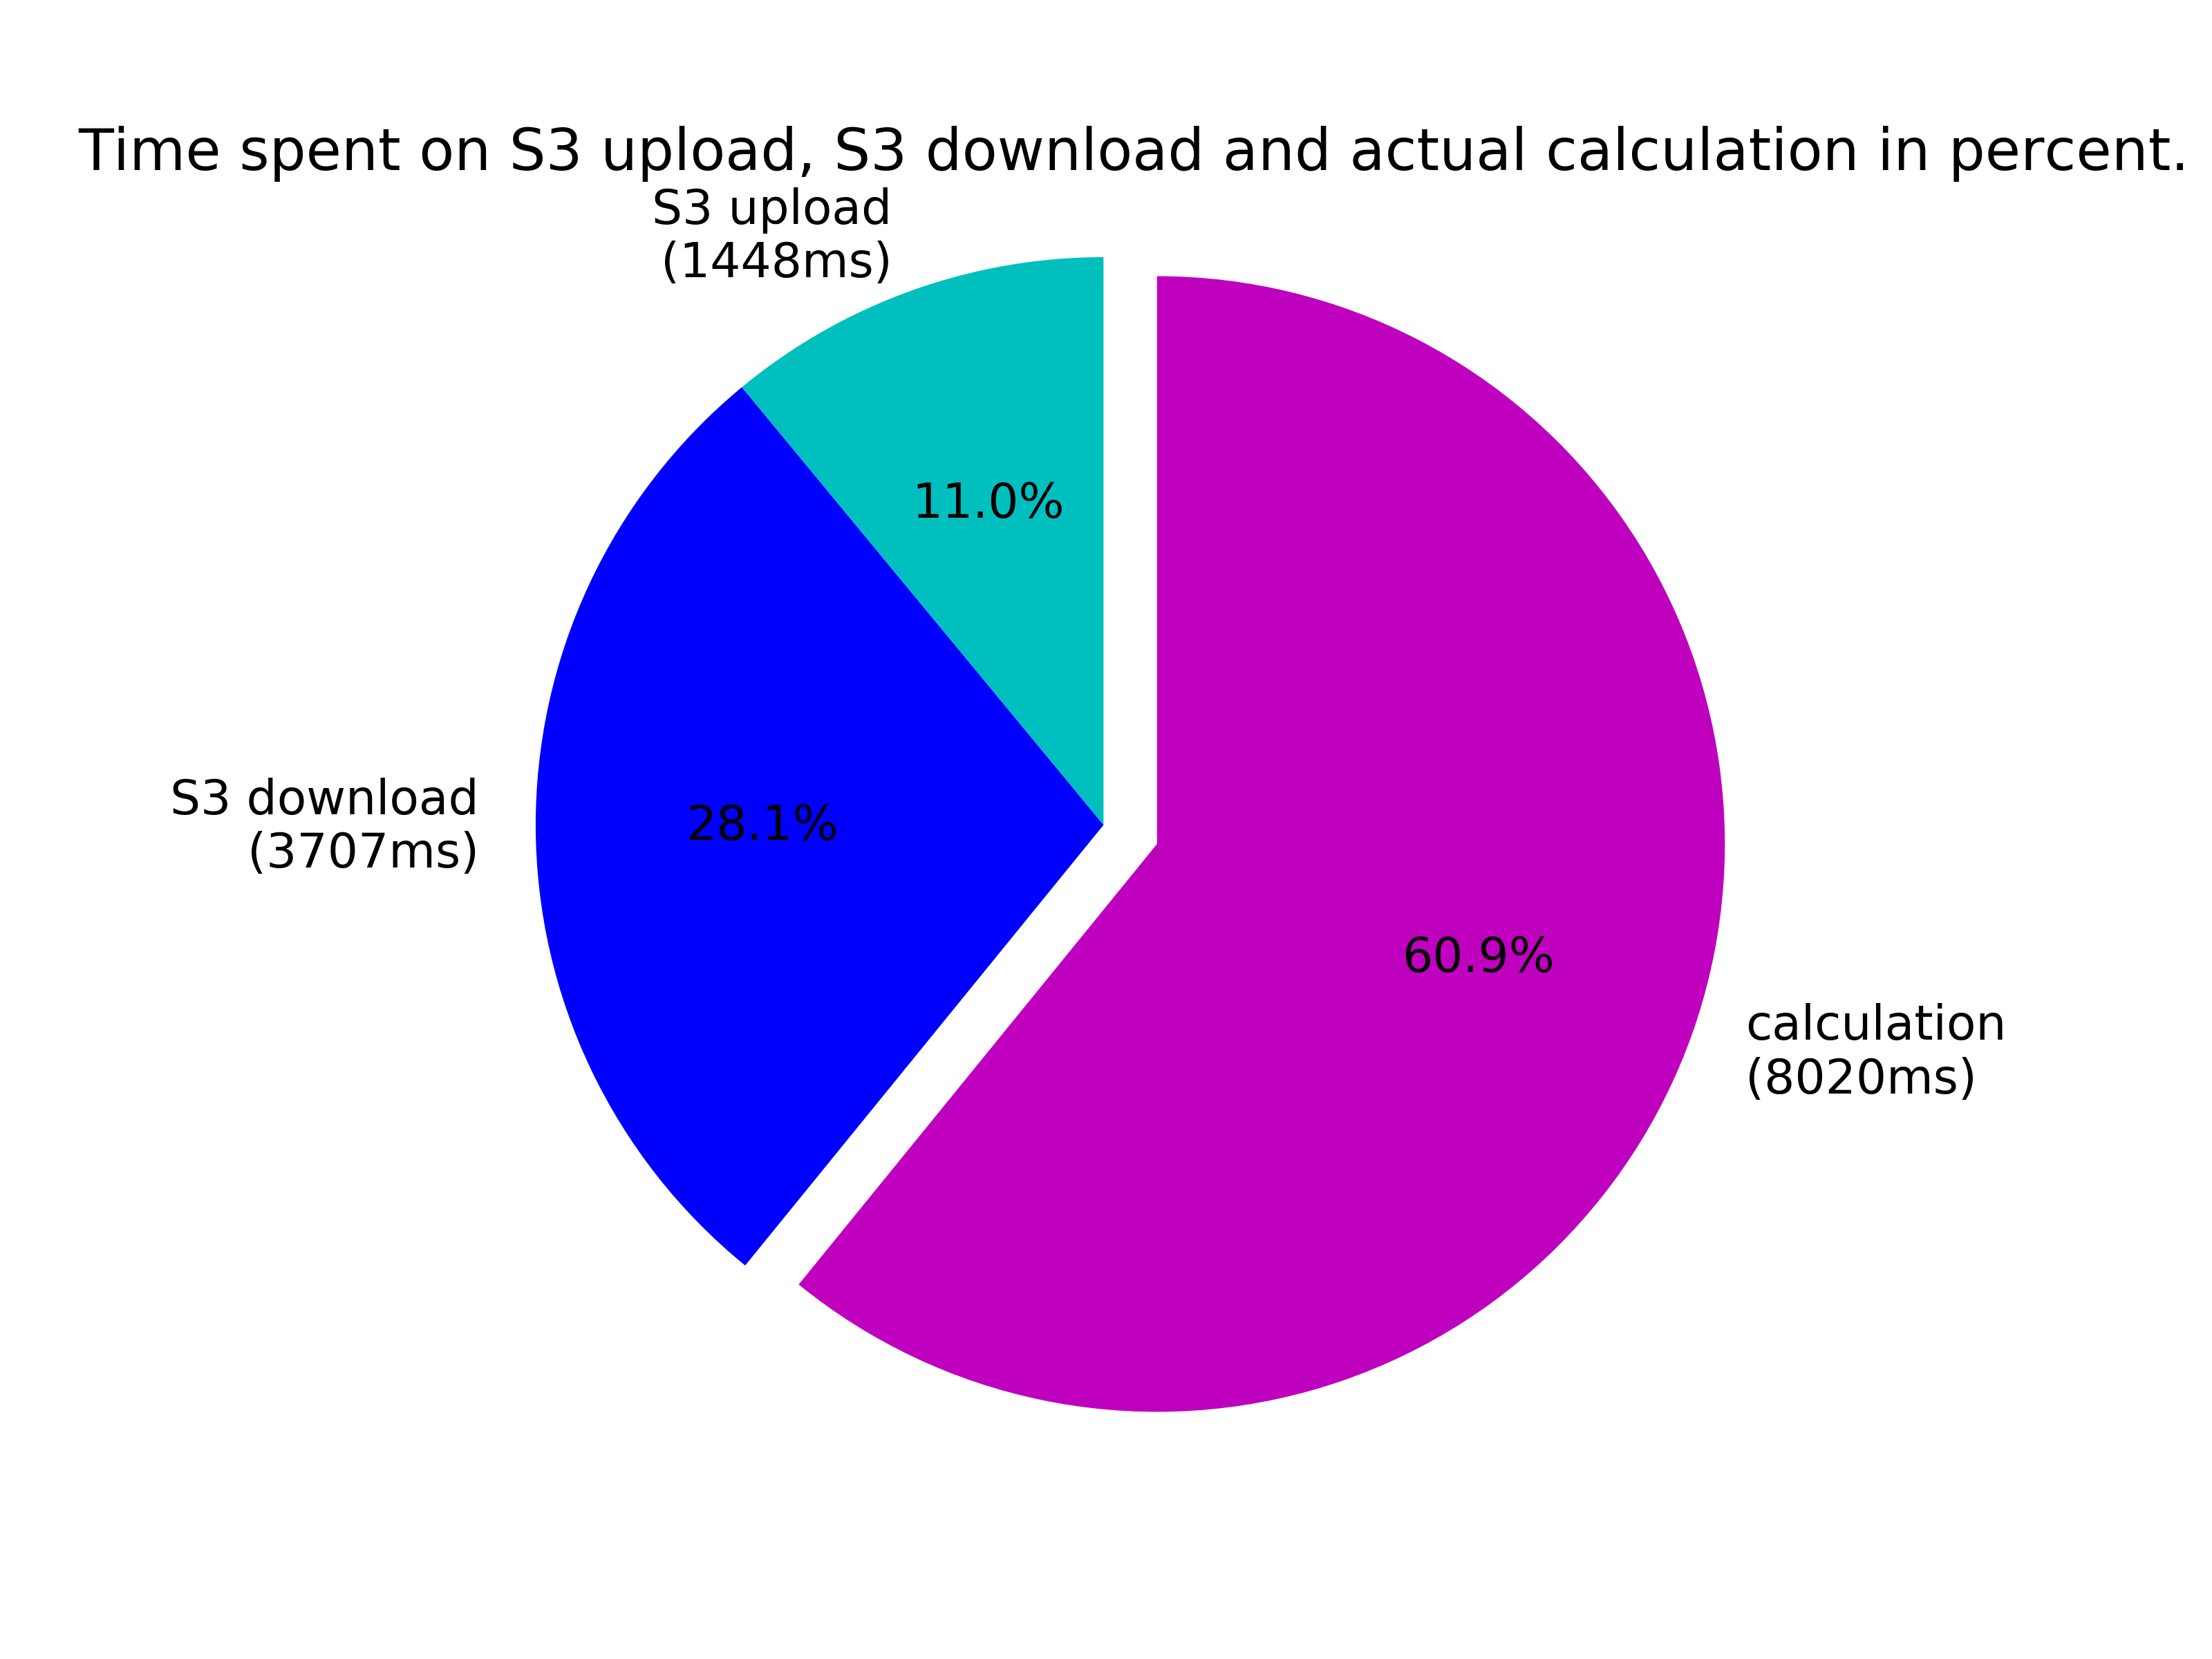 Time spent on S3 upload, S3 download and actual calculation in percent.
S3 upload
(1448ms)
11.0%
S3 download
(3707ms)
28.1%
60.9%
calculation
(8020ms)